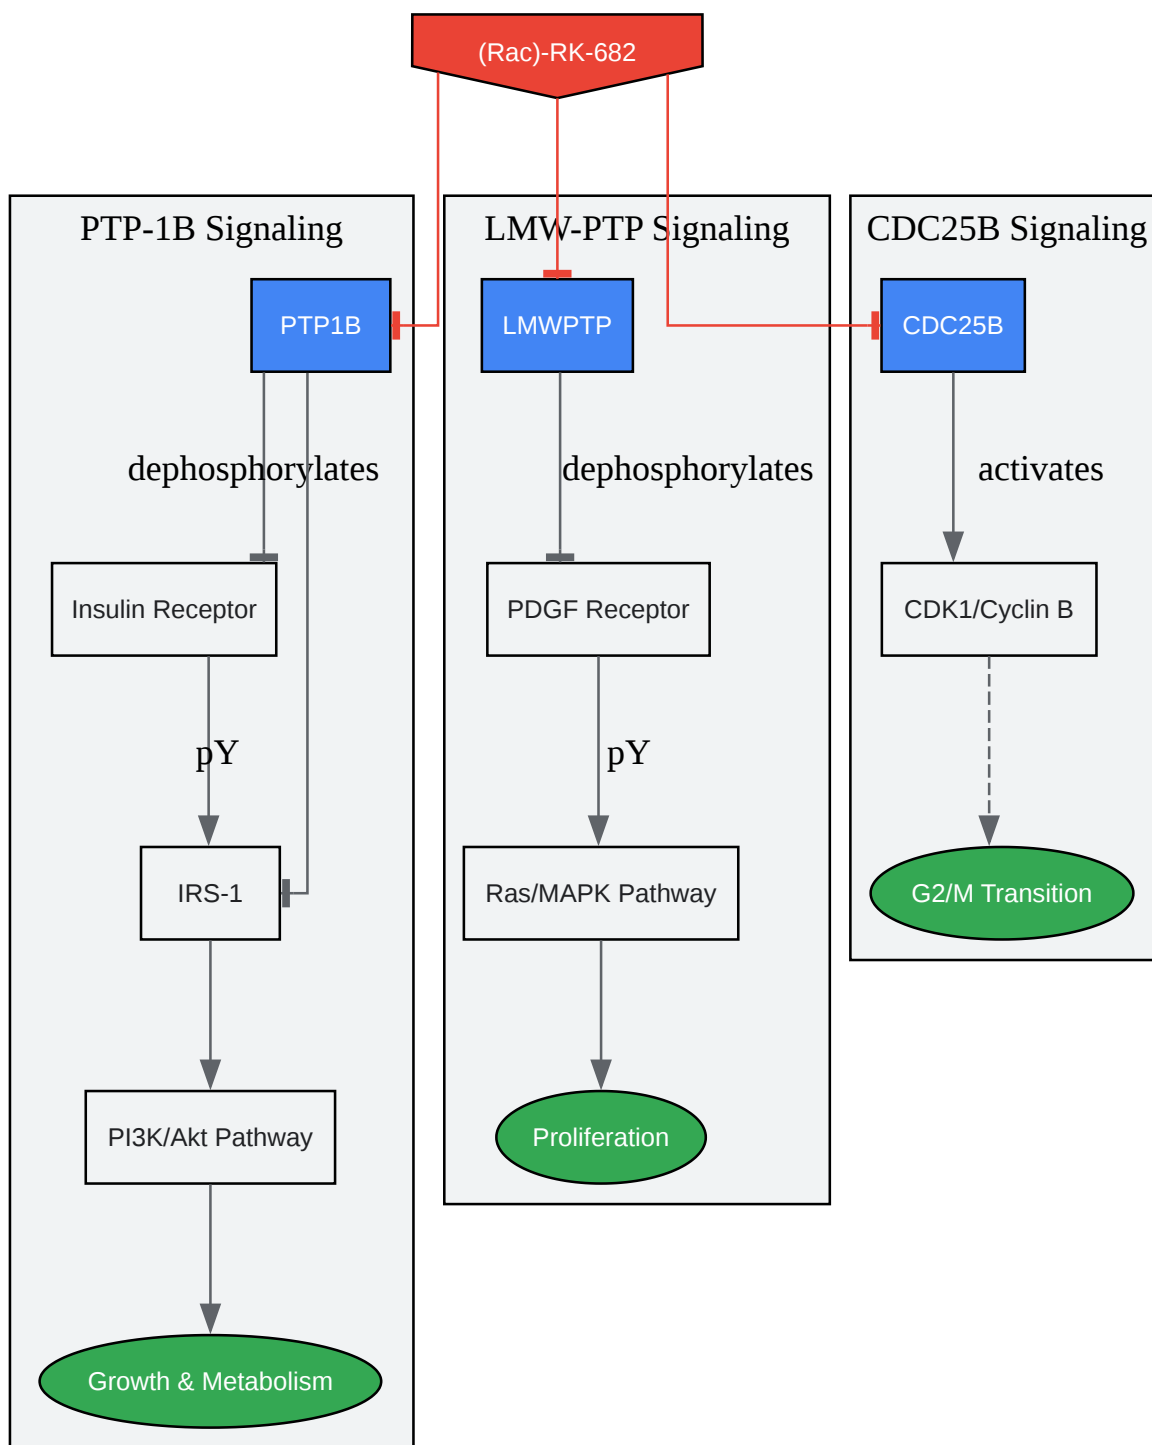 (Rac)-RK-682
PTP-1B Signaling
PTP1B
dephosphorylates
Insulin Receptor
pY
IRS-1
PI3K/Akt Pathway
Growth & Metabolism
LMW-PTP Signaling
LMWPTP
dephosphorylates
PDGF Receptor
pY
Ras/MAPK Pathway
Proliferation
CDC25B Signaling
CDC25B
activates
CDK1/Cyclin B
G2/M Transition